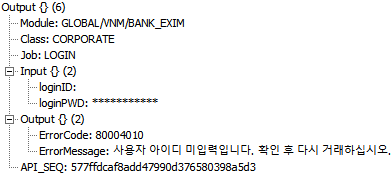 Output {} (6)
Module: GLOBAL/VNM/BANK_EXIM
Class: CORPORATE
Job: LOGIN
Input {} (2)
loginID:
loginPWD: ***********
Output {} (2)
ErrorCode: 80004010
ErrorMessage: 사용자 아이디 미입력입니다. 확인 후 다시 거래하십시오.
API_SEQ: 577ffdcaf8add47990d376580398a5d3